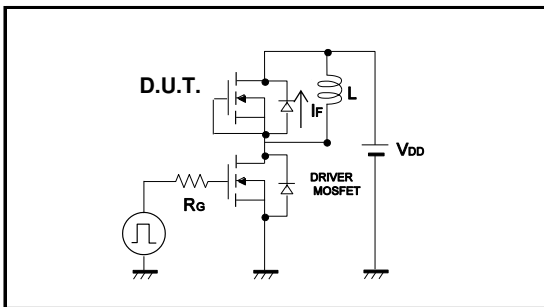 D.U.T.
L
IF
VDD
DRIVER
MOSFET
RG